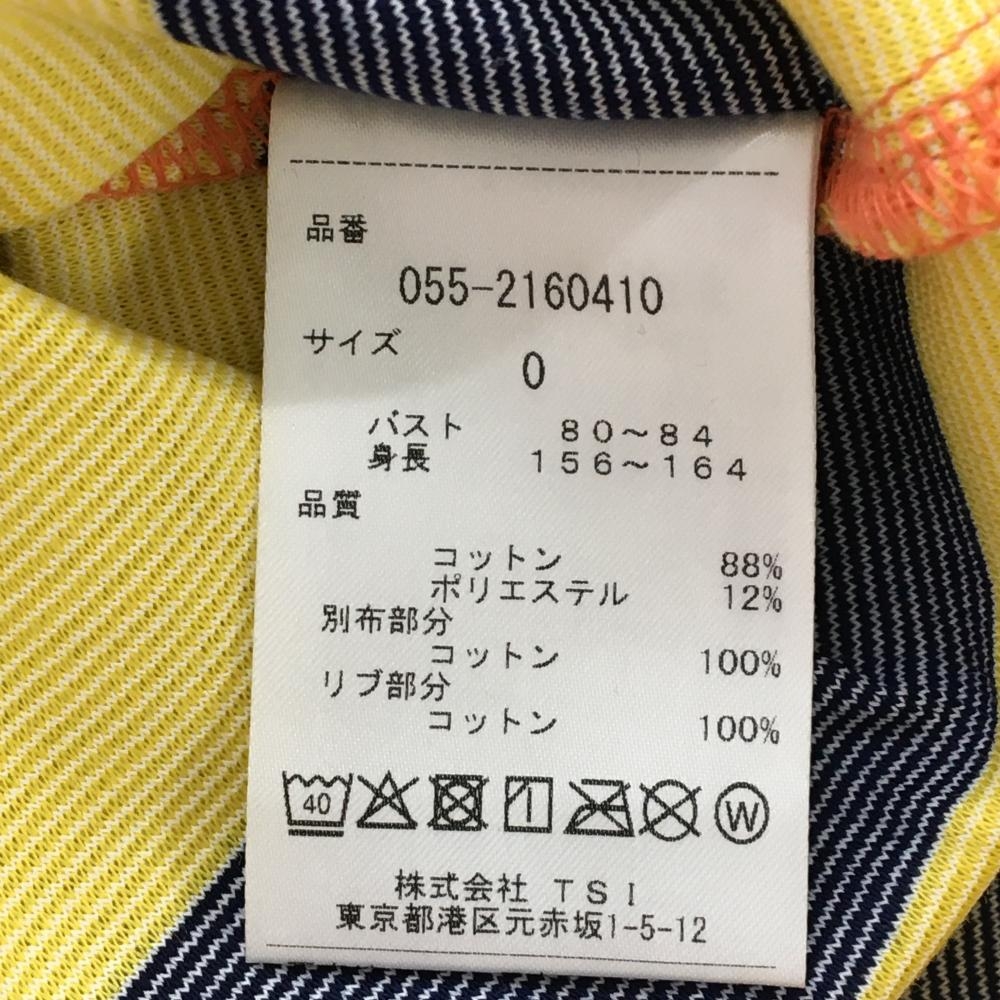 品番
055-2160410
サイズ
0
バスト 80~84
身長 156~164
品質
コットン 88%
ポリエステル 12%
別布部分
コットン 100%
リブ部分
コットン 100%
40 W
株式会社 TSI
東京都港区元赤坂1-5-12